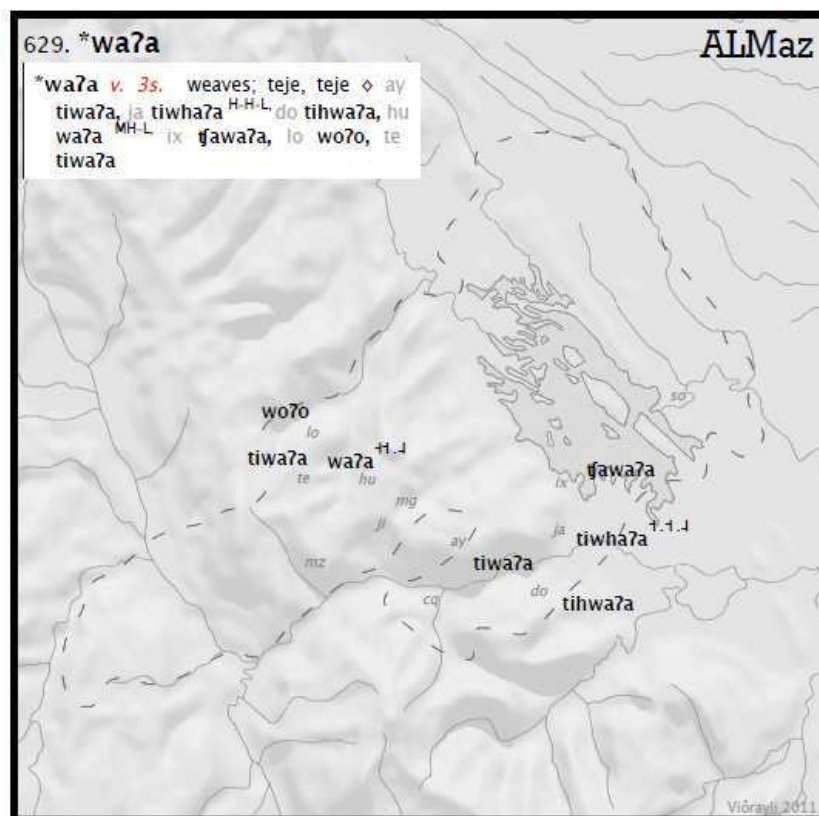 629. *waʔa
ALMaz
*waʔa v. 3s. weaves; teje, teje ◊ ay
tiwaʔa, ja tiwhaʔa H-H-L, do tihwaʔa, hu
waʔa MH-L, ix ʧawaʔa, lo woʔo, te
tiwaʔa
so
woʔo
lo
tiwaʔa waʔa
te hu
ʧawaʔa
ix
mg
ji
ay
ja
tiwhaʔa
mz
tiwaʔa
cq
do
tihwaʔa
Viôrayli 2011